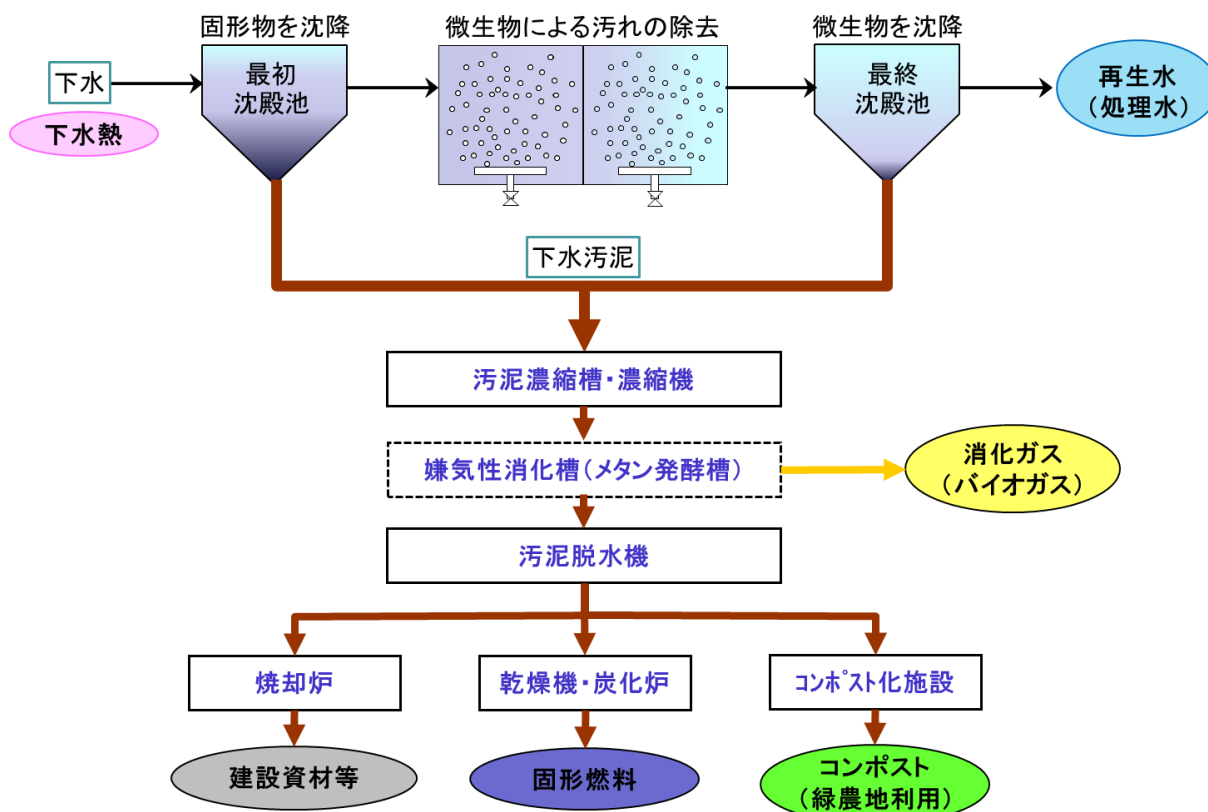 固形物を沈降
微生物による汚れの除去
微生物を沈降
下水
最初
沈殿池
最終
沈殿池
再生水
（処理水）
下水熱
下水汚泥
汚泥濃縮槽・濃縮機
嫌気性消化槽（メタン発酵槽）
消化ガス
（バイオガス）
汚泥脱水機
焼却炉
乾燥機・炭化炉
ｺﾝﾎﾟｽﾄ化施設
建設資材等
固形燃料
コンポスト
（緑農地利用）